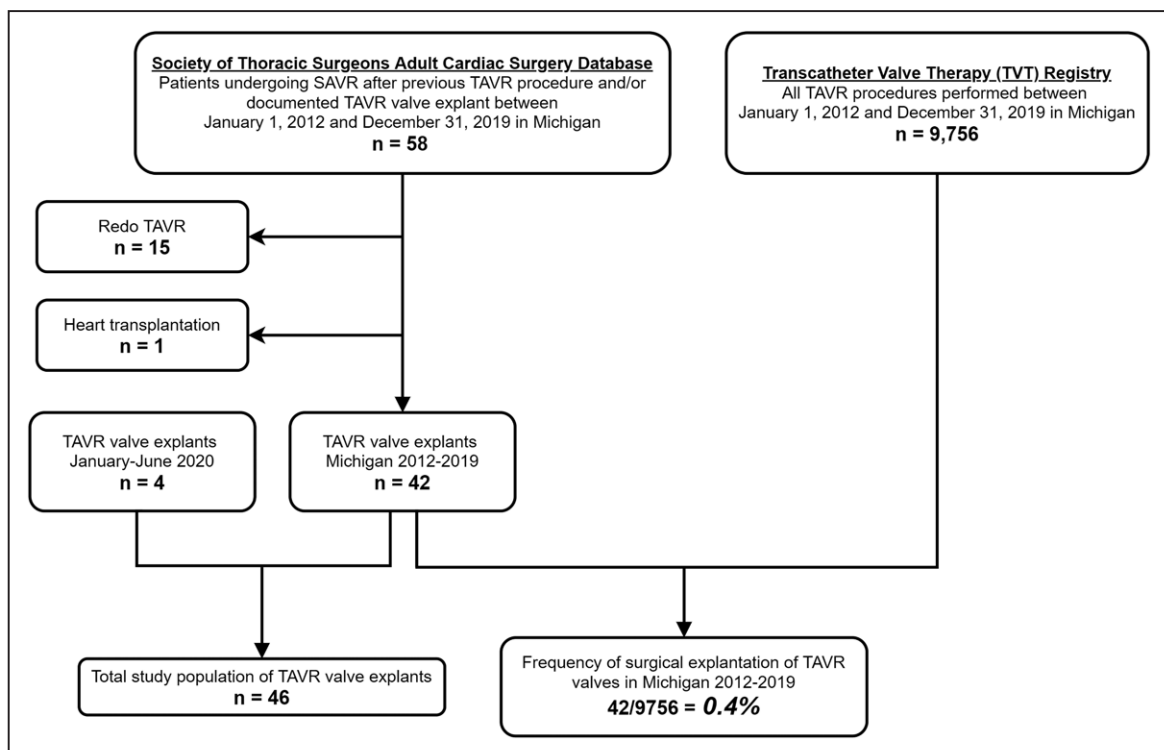 Society of Thoracic Surgeons Adult Cardiac Surgery Database
Patients undergoing SAVR after previous TAVR procedure and/or
documented TAVR valve explant between
January 1, 2012 and December 31, 2019 in Michigan
n = 58
Transcatheter Valve Therapy (TVT) Registry
All TAVR procedures performed between
January 1, 2012 and December 31, 2019 in Michigan
n = 9,756
Redo TAVR
n = 15
Heart transplantation
n = 1
TAVR valve explants
January-June 2020
n = 4
TAVR valve explants
Michigan 2012-2019
n = 42
Total study population of TAVR valve explants
n = 46
Frequency of surgical explantation of TAVR
valves in Michigan 2012-2019
42/9756 = 0.4%